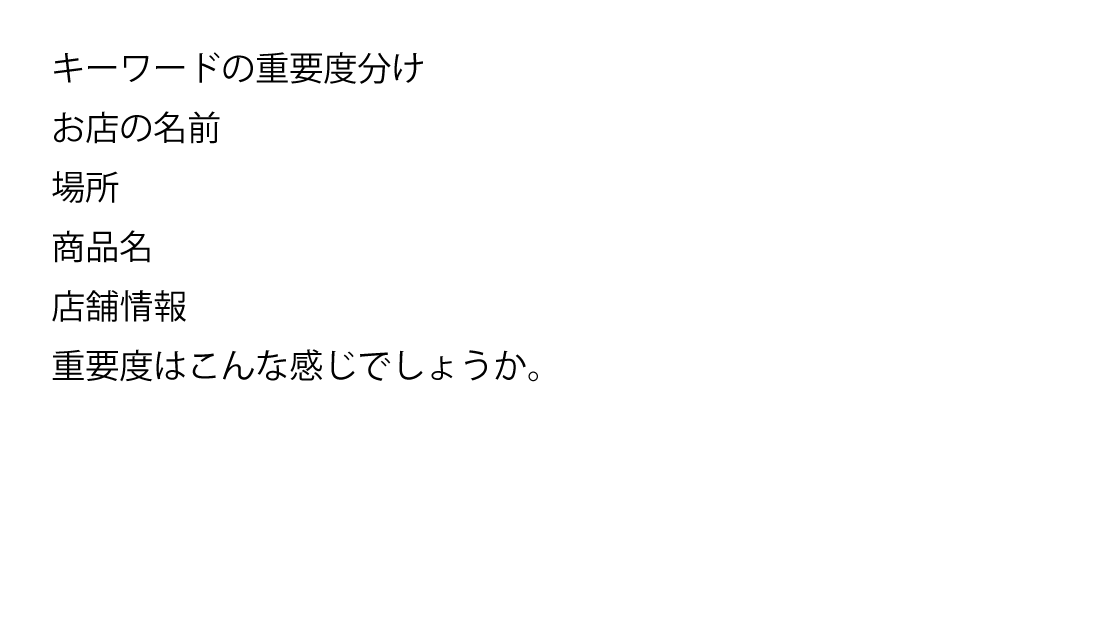 キーワードの重要度分け
お店の名前
場所
商品名
店舗情報
重要度はこんな感じでしょうか。